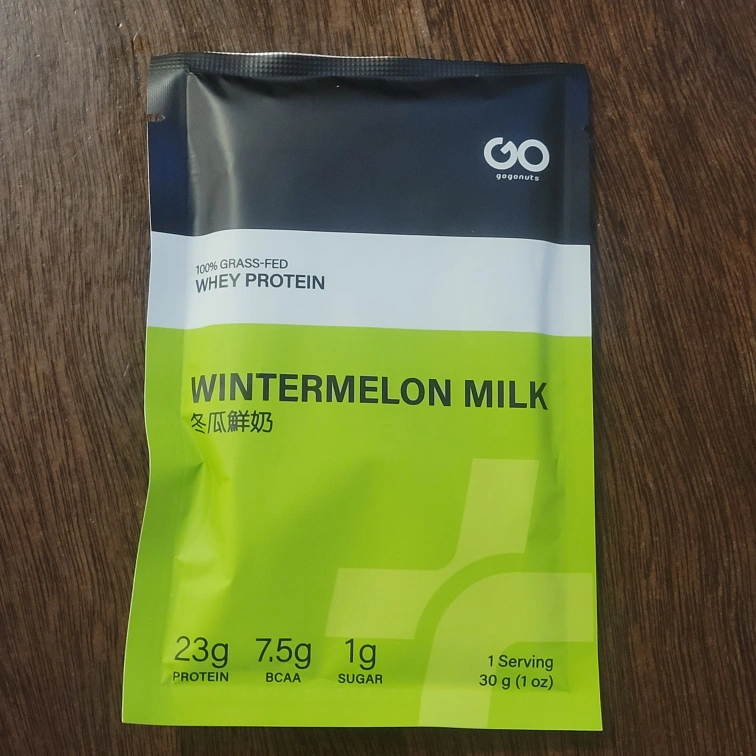 GO
gogonuts
100% GRASS-FED
WHEY PROTEIN
WINTERMELON MILK
冬瓜鮮奶
23g 7.5g 1g
PROTEIN BCAA SUGAR
1 Serving
30 g (1 oz)